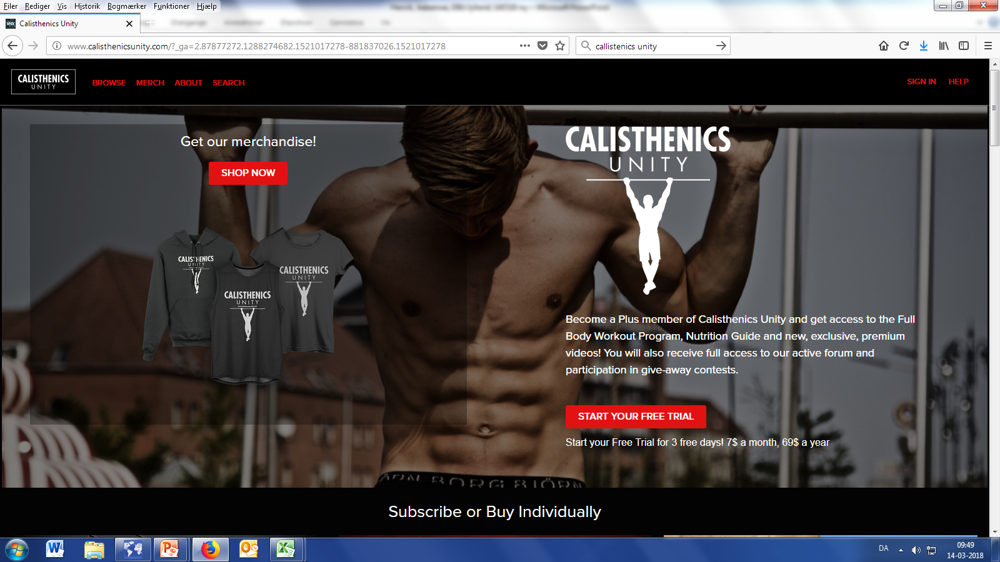 Filer Rediger Vis Historik Bogmærker Funktioner Hjælp
Calisthenics Unity
www.calisthenicsunity.com/?_ga=2.87877272.1288274682.1521017278-881837026.1521017278
callistenics unity
CALISTHENICS
UNITY
BROWSE MERCH ABOUT SEARCH
SIGN IN HELP
Get our merchandise!
SHOP NOW
CALISTHENICS
UNITY
CALISTHENICS
UNITY
CALISTHENICS
UNITY
CALISTHENICS
UNITY
Become a Plus member of Calisthenics Unity and get access to the Full
Body Workout Program, Nutrition Guide and new, exclusive, premium
videos! You will also receive full access to our active forum and
participation in give-away contests.
START YOUR FREE TRIAL
Start your Free Trial for 3 free days! 7$ a month, 69$ a year
BORG BJÖRN
Subscribe or Buy Individually
DA
09:49
14-03-2018